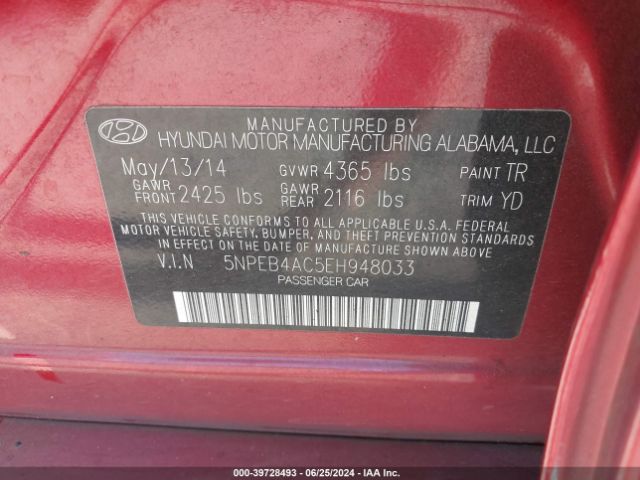 MANUFACTURED BY
HYUNDAI MOTOR MANUFACTURING ALABAMA, LLC
May/13/14 GVWR 4365 lbs PAINT TR
GAWR FRONT 2425 lbs GAWR REAR 2116 lbs TRIM YD
THIS VEHICLE CONFORMS TO ALL APPLICABLE U.S.A. FEDERAL
MOTOR VEHICLE SAFETY, BUMPER, AND THEFT PREVENTION STANDARDS
IN EFFECT ON THE DATE OF MANUFACTURE SHOWN ABOVE
V.I.N 5NPEB4AC5EH948033
PASSENGER CAR
000-39728493 - 06/25/2024 - COPYRIGHT IAA, LLC.